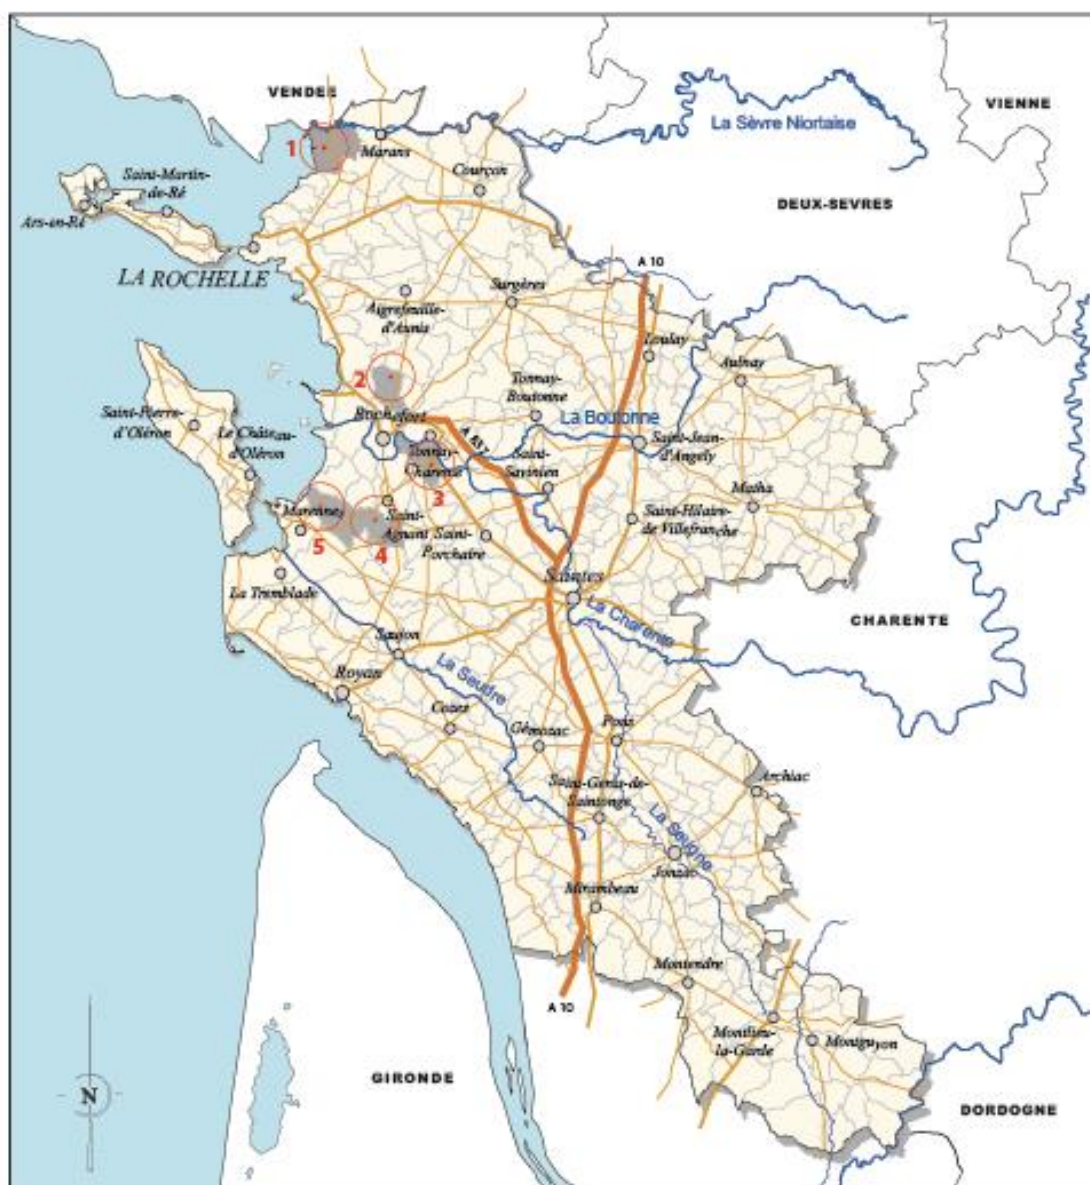 VENDEE
VIENNE
La Sèvre Niortaise
1
Marans
Courçon
Saint-Martin-
de-Ré
DEUX-SEVRES
Ars-en-Ré
A 10
LA ROCHELLE
Surgères
Aigrefeuille-
d'Aunis
Loulay
Aulnay
2
Tonnay-
Boutonne
Saint-Pierre-
d'Oléron
Rochefort
La Boutonne
Le Château-
d'Oléron
A 837
Saint-Jean-
d'Angely
Tonnay-
Charente
Saint-
Savinien
Matha
3
Marennes
Saint-
Agnant
Saint-
Porchaire
Saint-Hilaire-
de Villefranche
5
4
La Tremblade
Saintes
La Charente
CHARENTE
Saujon
La Seudre
Royan
Cozes
Gémozac
Pons
Archiac
Saint-Genis-de-
Saintonge
La Seugne
Jonzac
Mirambeau
Montendre
A 10
Montlieu-
la-Garde
Montguyon
GIRONDE
N
DORDOGNE